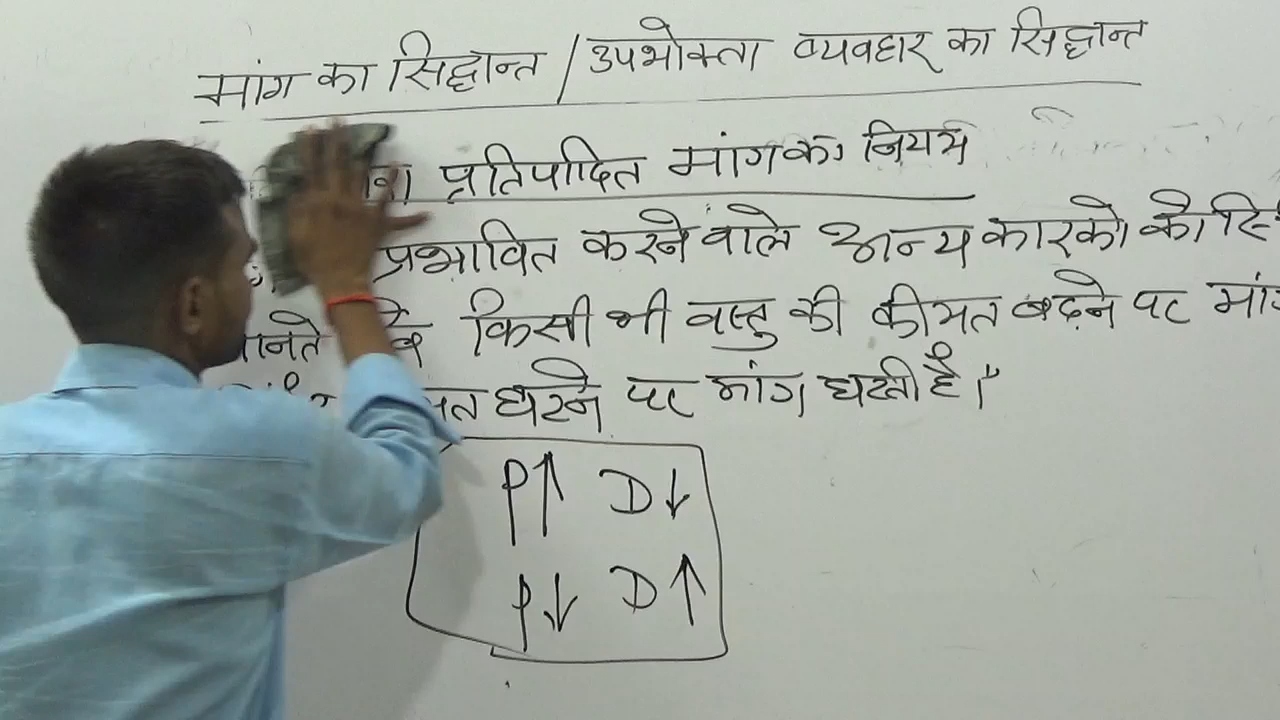 मांग का सिद्धान्त / उपभोक्ता व्यवहार का सिद्धान्त
प्रतिपादित मांग का नियम
प्रभावित करने वाले अन्य कारको को
किसी भी वस्तु की कीमत बढ़ने पर
घटने पर मांग घटती है।"
P↑ D↓
P↓ D↑